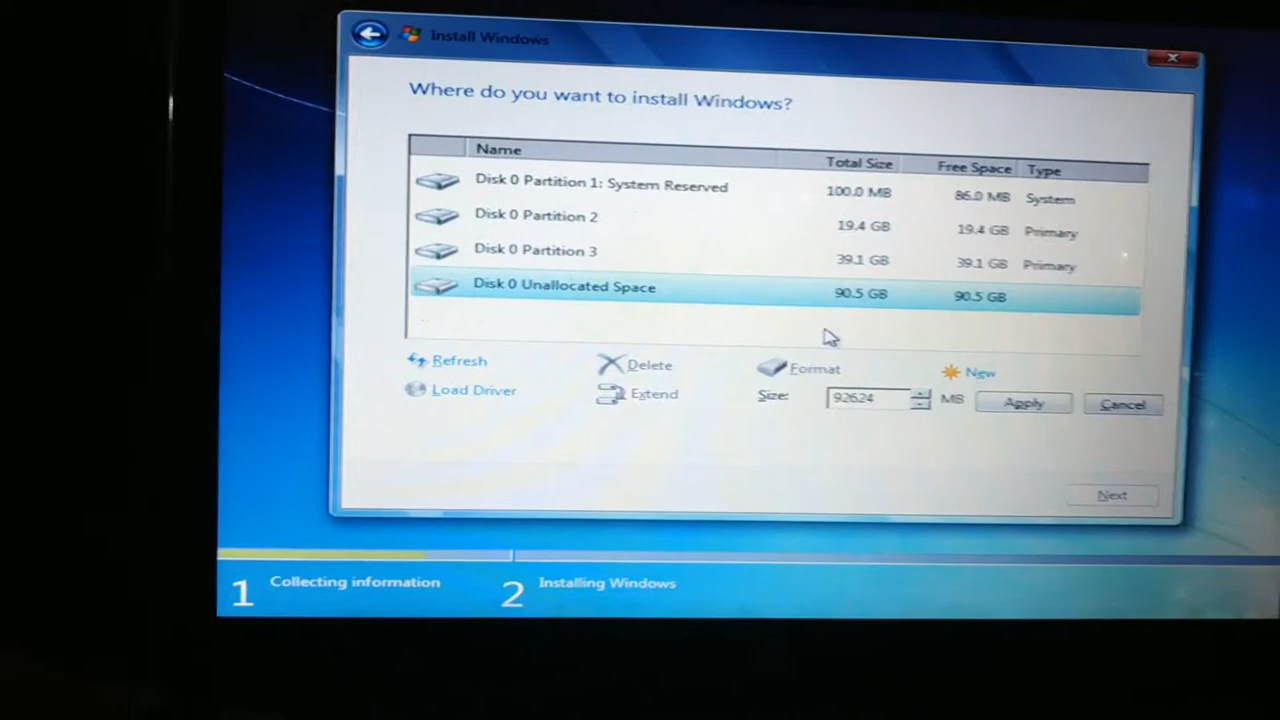 Install Windows
Where do you want to install Windows?
Name Total Size Free Space Type
Disk 0 Partition 1: System Reserved 100.0 MB 86.0 MB System
Disk 0 Partition 2 19.4 GB 19.4 GB Primary
Disk 0 Partition 3 39.1 GB 39.1 GB Primary
Disk 0 Unallocated Space 90.5 GB 90.5 GB
Refresh Delete Format New
Load Driver Extend Size: 92624 MB Apply Cancel
Next
1 Collecting information 2 Installing Windows